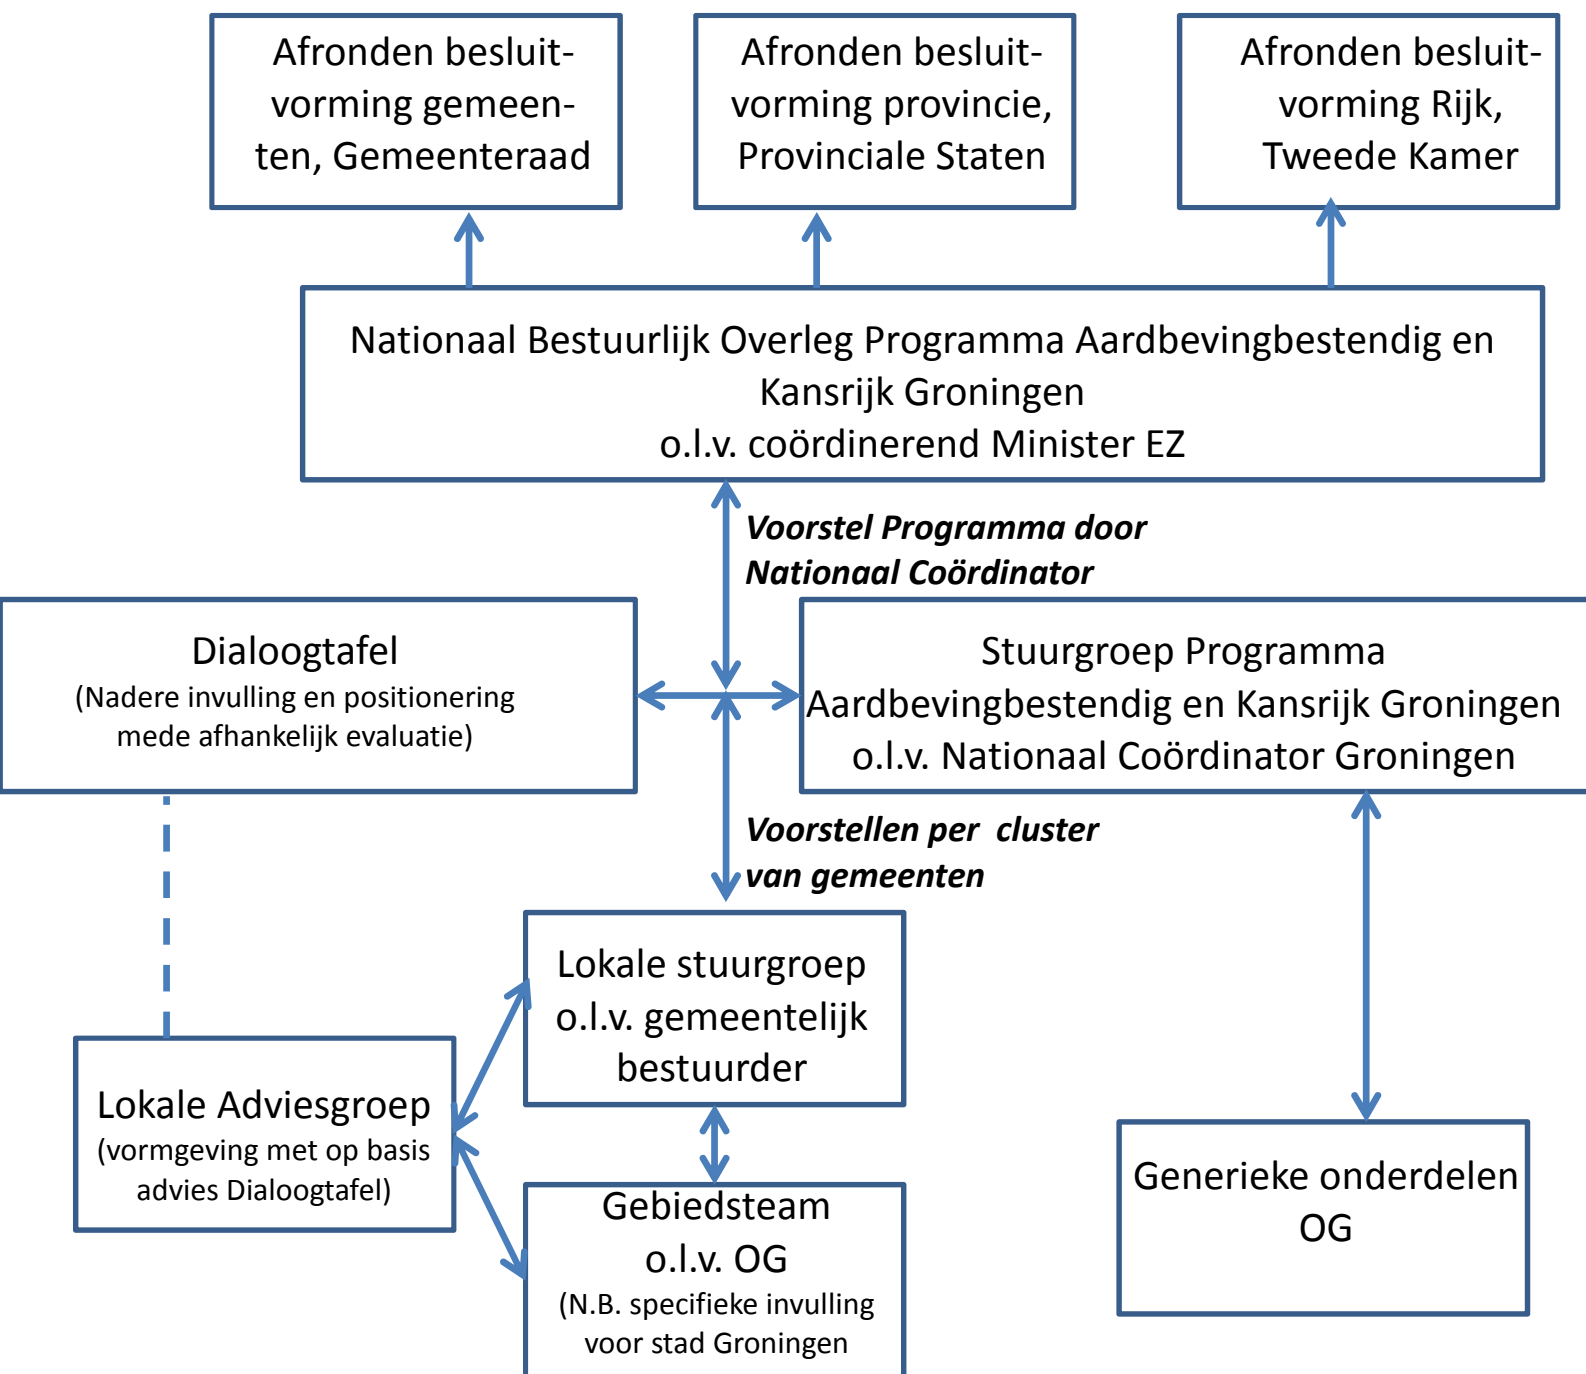 Afronden besluit-
vorming gemeen-
ten, Gemeenteraad
Afronden besluit-
vorming provincie,
Provinciale Staten
Afronden besluit-
vorming Rijk,
Tweede Kamer
Nationaal Bestuurlijk Overleg Programma Aardbevingbestendig en
Kansrijk Groningen
o.l.v. coördinerend Minister EZ
Voorstel Programma door
Nationaal Coördinator
Dialoogtafel
(Nadere invulling en positionering
mede afhankelijk evaluatie)
Stuurgroep Programma
Aardbevingbestendig en Kansrijk Groningen
o.l.v. Nationaal Coördinator Groningen
Voorstellen per cluster
van gemeenten
Lokale stuurgroep
o.l.v. gemeentelijk
bestuurder
Lokale Adviesgroep
(vormgeving met op basis
advies Dialoogtafel)
Gebiedsteam
o.l.v. OG
(N.B. specifieke invulling
voor stad Groningen
Generieke onderdelen
OG